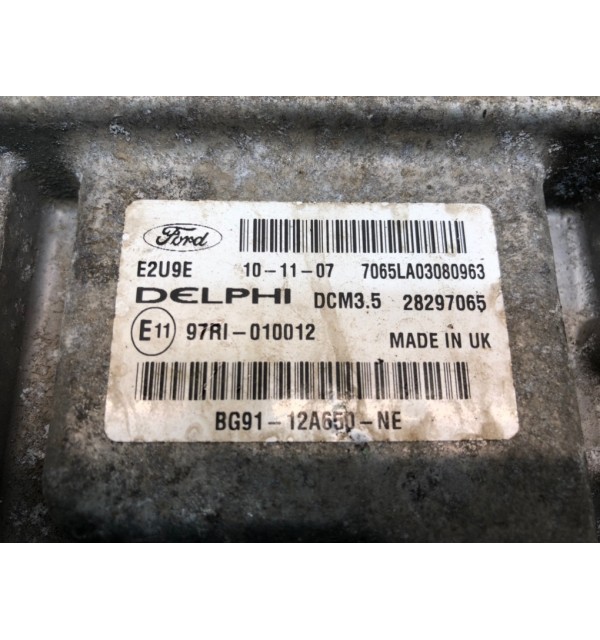 Ford
E2U9E 10-11-07 7065LA03080963
DELPHI DCM3.5 28297065
E11 97RI-010012 MADE IN UK
BG91-12A650-NE